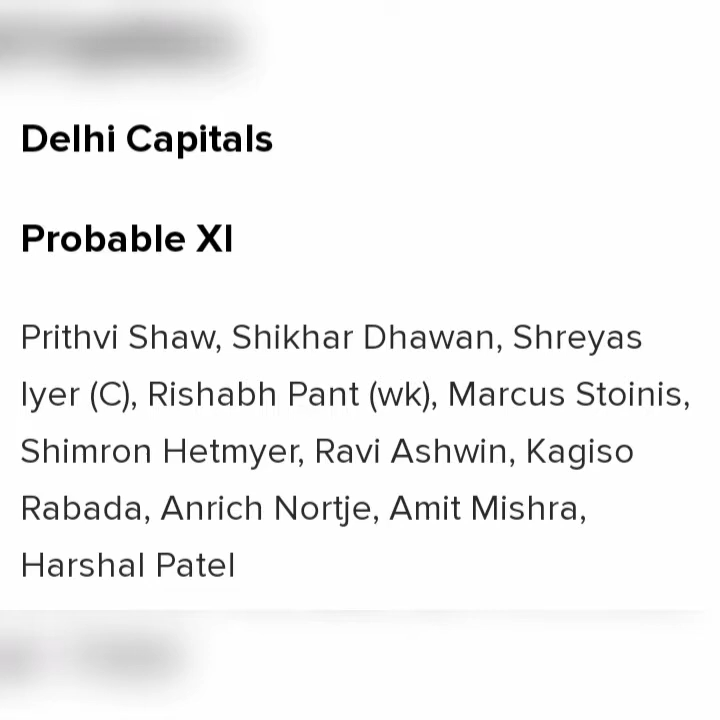 Delhi Capitals
Probable XI
Prithvi Shaw, Shikhar Dhawan, Shreyas
Iyer (C), Rishabh Pant (wk), Marcus Stoinis,
Shimron Hetmyer, Ravi Ashwin, Kagiso
Rabada, Anrich Nortje, Amit Mishra,
Harshal Patel